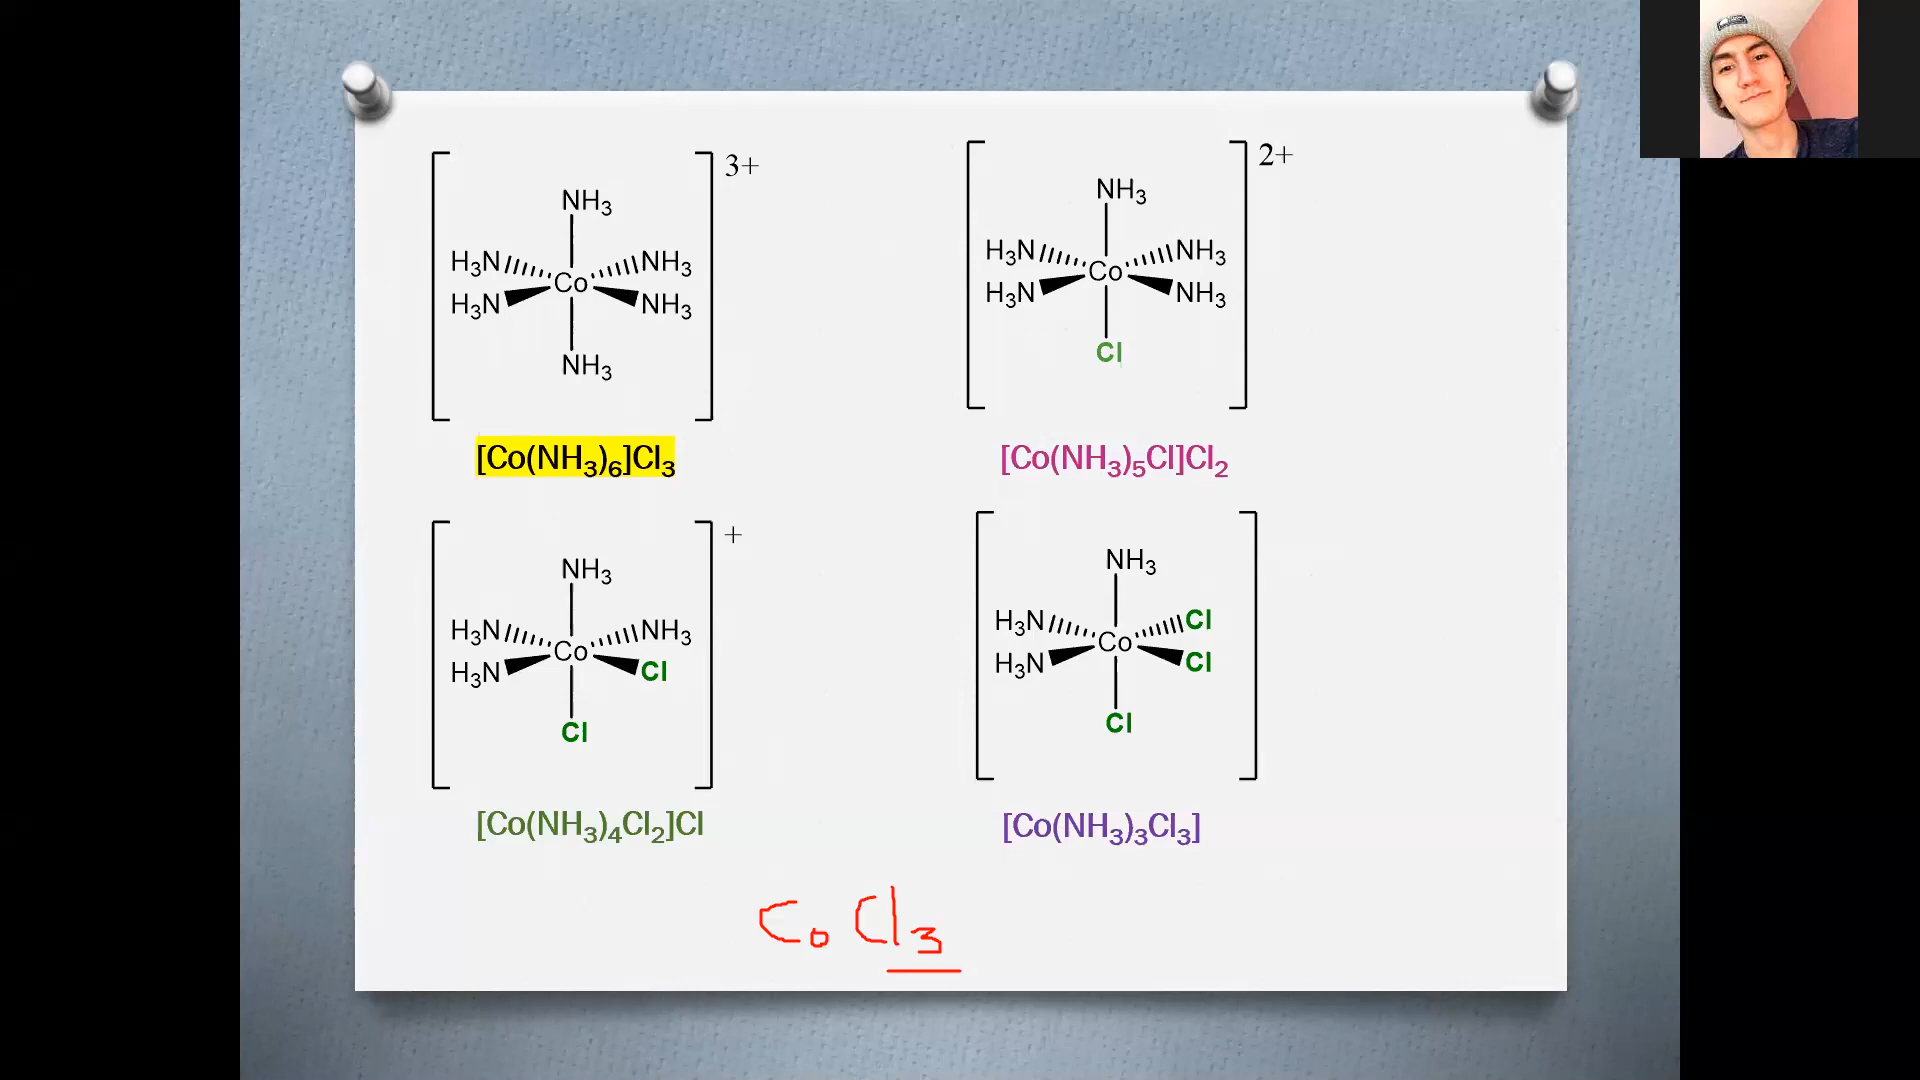 3+
NH₃
H₃N NH₃
Co
H₃N NH₃
NH₃
[Co(NH₃)₆]Cl₃
2+
NH₃
H₃N NH₃
Co
H₃N NH₃
Cl
[Co(NH₃)₅Cl]Cl₂
+
NH₃
H₃N NH₃
Co
H₃N Cl
Cl
[Co(NH₃)₄Cl₂]Cl
NH₃
H₃N Cl
Co
H₃N Cl
Cl
[Co(NH₃)₃Cl₃]
CoCl₃